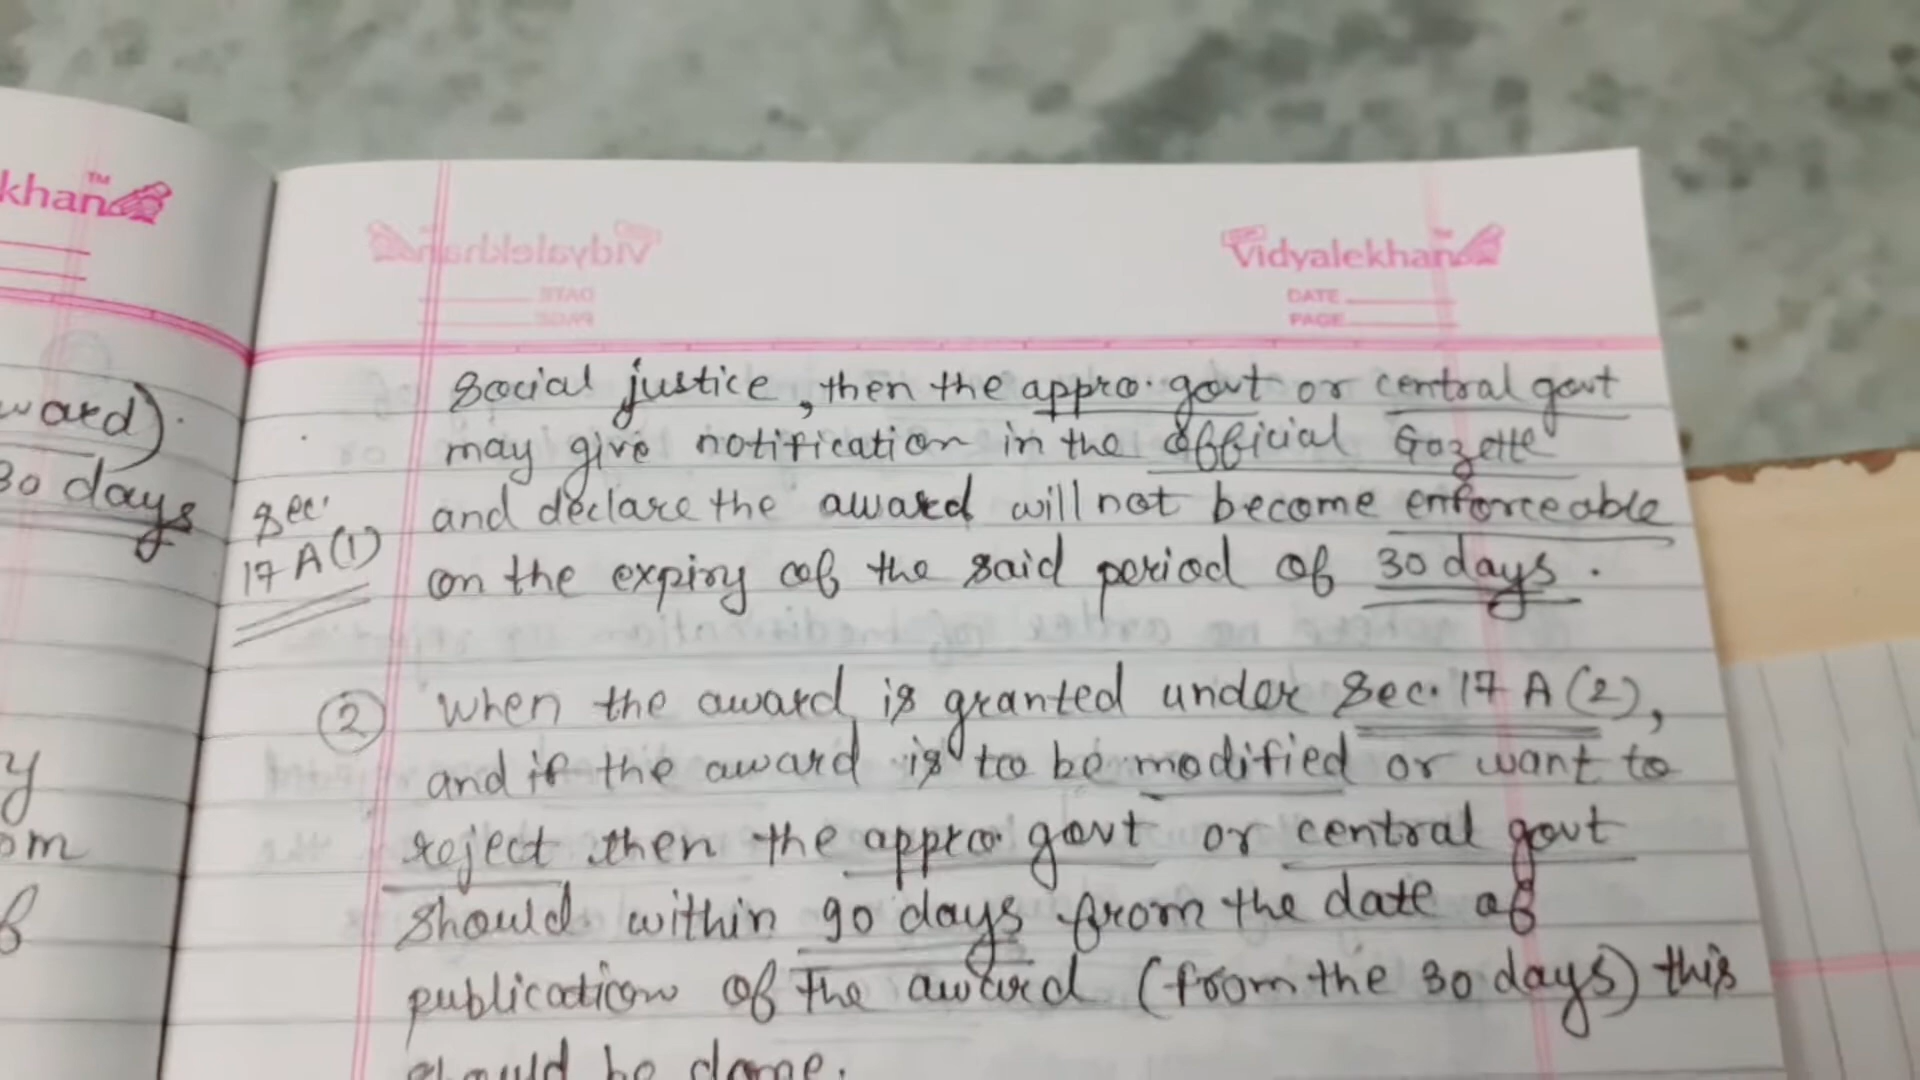 khan™
ward).
30 days
y
om
f
Vidyalekhan
DATE
PAGE
social justice, then the appro. govt or central govt
may give notification in the official Gazette
Sec.
17 A (1)
and declare the award will not become enforceable
on the expiry of the said period of 30 days.
2 When the award is granted under Sec. 17 A (2),
and if the award is to be modified or want to
reject then the appro. govt or central govt
should within 90 days from the date of
publication of the award (from the 30 days) this
should be done.